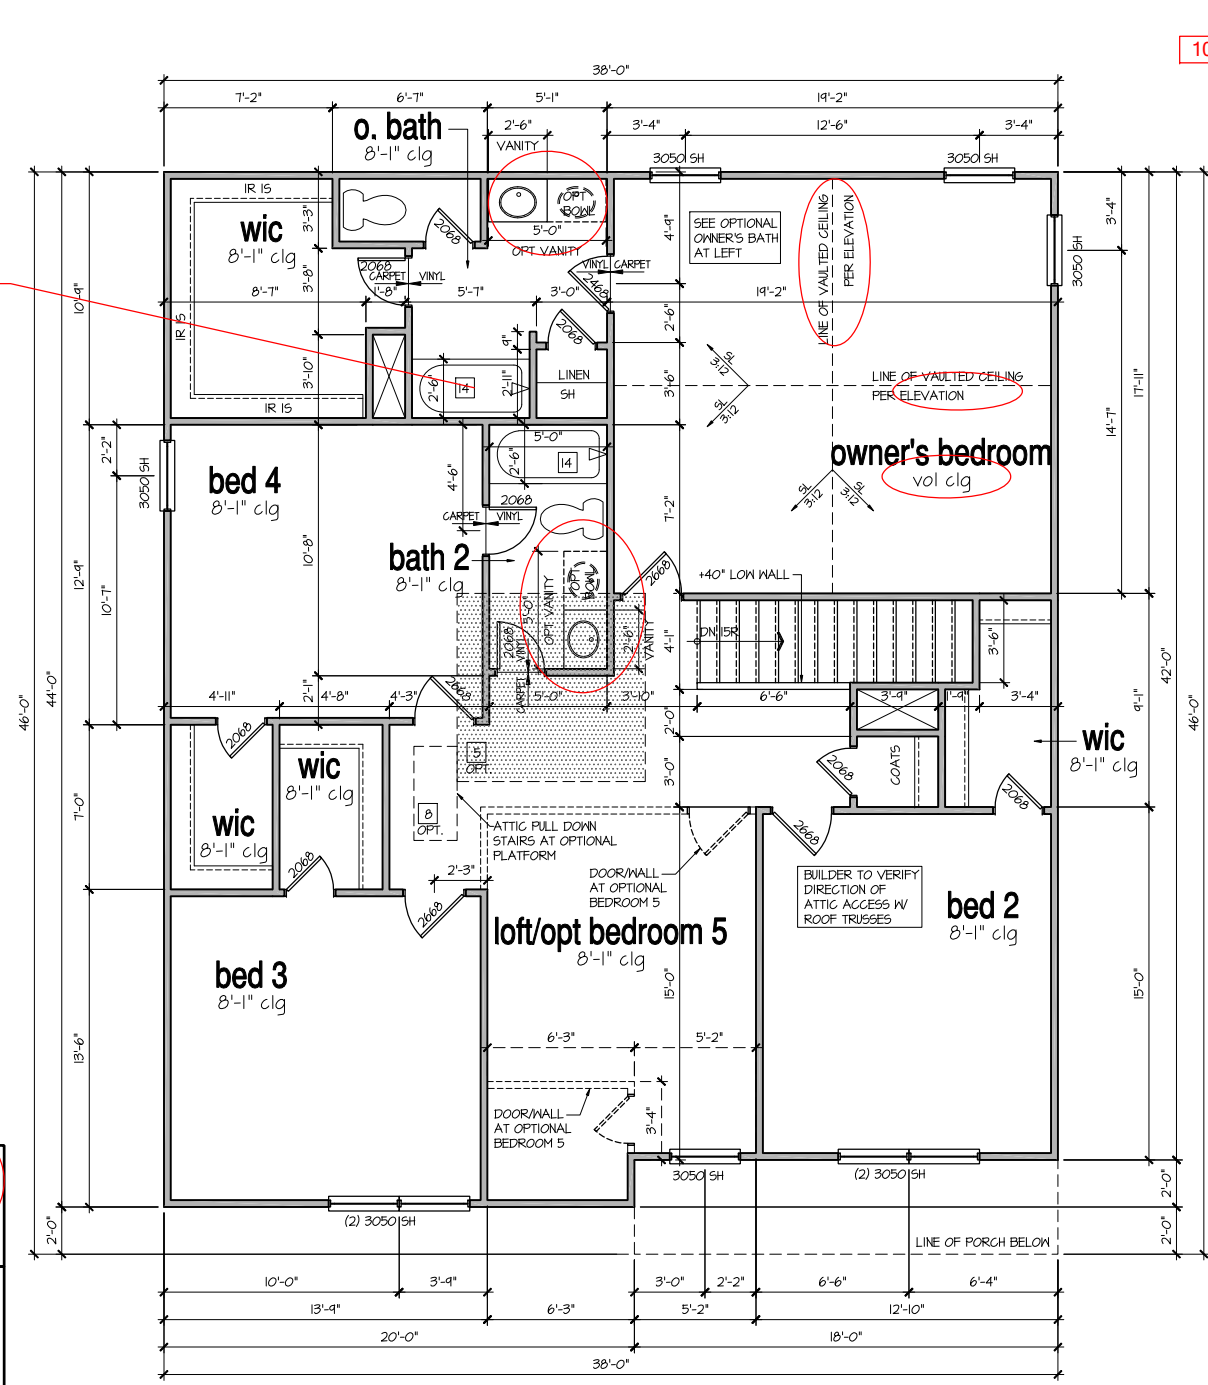 10
38'-0"
7'-2"
6'-7"
5'-1"
19'-2"
o. bath
8'-1" clg
2'-6"
VANITY
3'-4"
12'-6"
3'-4"
3050 SH
3050 SH
1R 1S
wic
8'-1" clg
3'-3"
2068
OPT
BOWL
5'-0"
OPT VANITY
4'-9"
SEE OPTIONAL
OWNER'S BATH
AT LEFT
LINE OF VAULTED CEILING
PER ELEVATION
3'-4"
3050 SH
2068
CARPET
VINYL
VINYL
CARPET
2468
8'-7"
3'-8"
1'-8"
5'-7"
3'-0"
19'-2"
10'-9"
1R 1S
2068
9"
2'-6"
3'-10"
2'-6"
14
2'-11"
LINEN
SH
3'-6"
SL
3:12
SL
3:12
LINE OF VAULTED CEILING
PER ELEVATION
17'-11"
14'-7"
1R 1S
2'-2"
3050 SH
bed 4
8'-1" clg
4'-6"
5'-0"
2'-6"
14
owner's bedroom
vol clg
SL
3:12
SL
3:12
7'-2"
2068
CARPET
VINYL
10'-8"
bath 2
8'-1" clg
12'-9"
10'-7"
OPT
BOWL
OPT VANITY
5'-0"
2668
+40" LOW WALL
2068
VINYL
CARPET
2'-6"
VANITY
4'-1"
DN 15R
3'-6"
46'-0"
44'-0"
42'-0"
46'-0"
9'-1"
2'-1"
4'-11"
4'-8"
4'-3"
2668
5'-0"
3'-10"
6'-6"
3'-9"
1'-9"
3'-4"
2'-0"
2068
5
OPT
3'-0"
2068
COATS
wic
8'-1" clg
2068
wic
8'-1" clg
wic
8'-1" clg
7'-0"
8
OPT.
ATTIC PULL DOWN
STAIRS AT OPTIONAL
PLATFORM
2668
2068
2'-3"
2668
DOOR/WALL
AT OPTIONAL
BEDROOM 5
BUILDER TO VERIFY
DIRECTION OF
ATTIC ACCESS W/
ROOF TRUSSES
bed 2
8'-1" clg
loft/opt bedroom 5
8'-1" clg
bed 3
8'-1" clg
15'-0"
15'-0"
13'-6"
6'-3"
5'-2"
DOOR/WALL
AT OPTIONAL
BEDROOM 5
3'-4"
3050 SH
(2) 3050 SH
2'-0"
(2) 3050 SH
2'-0"
2'-0"
LINE OF PORCH BELOW
10'-0"
3'-9"
3'-0"
2'-2"
6'-6"
6'-4"
13'-9"
6'-3"
5'-2"
12'-10"
20'-0"
18'-0"
38'-0"